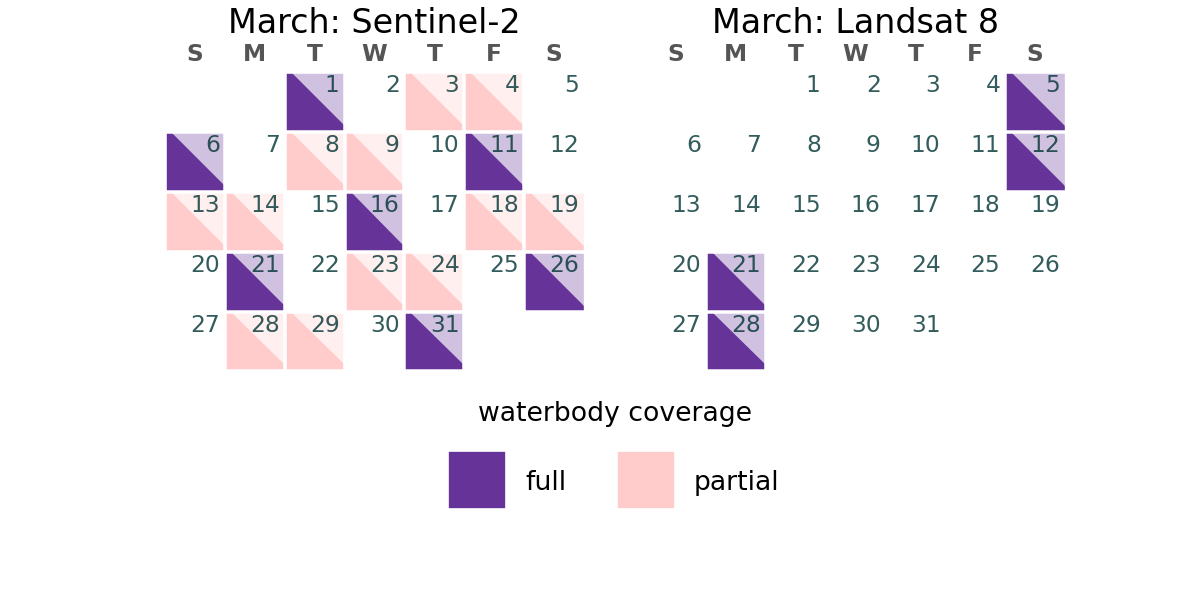 March: Sentinel-2
S M T W T F S
1 2 3 4 5
6 7 8 9 10 11 12
13 14 15 16 17 18 19
20 21 22 23 24 25 26
27 28 29 30 31
March: Landsat 8
S M T W T F S
1 2 3 4 5
6 7 8 9 10 11 12
13 14 15 16 17 18 19
20 21 22 23 24 25 26
27 28 29 30 31
waterbody coverage
full partial